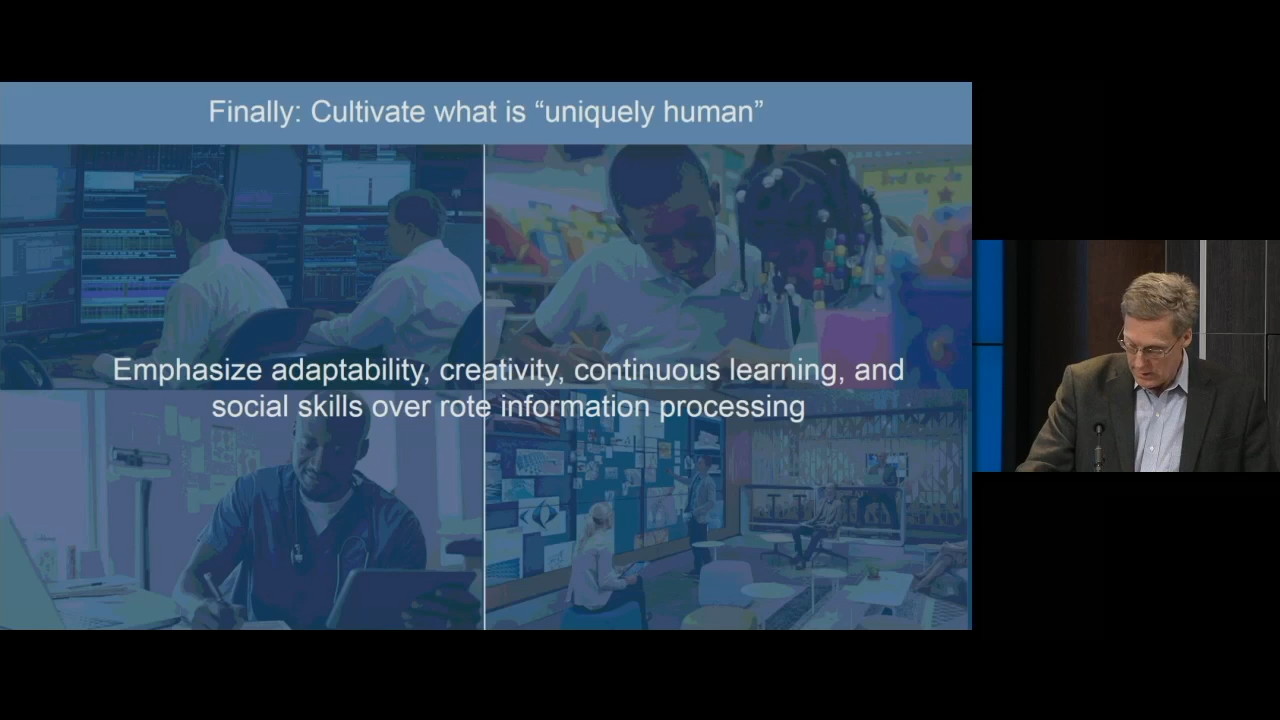 Finally: Cultivate what is “uniquely human”
Emphasize adaptability, creativity, continuous learning, and
social skills over rote information processing